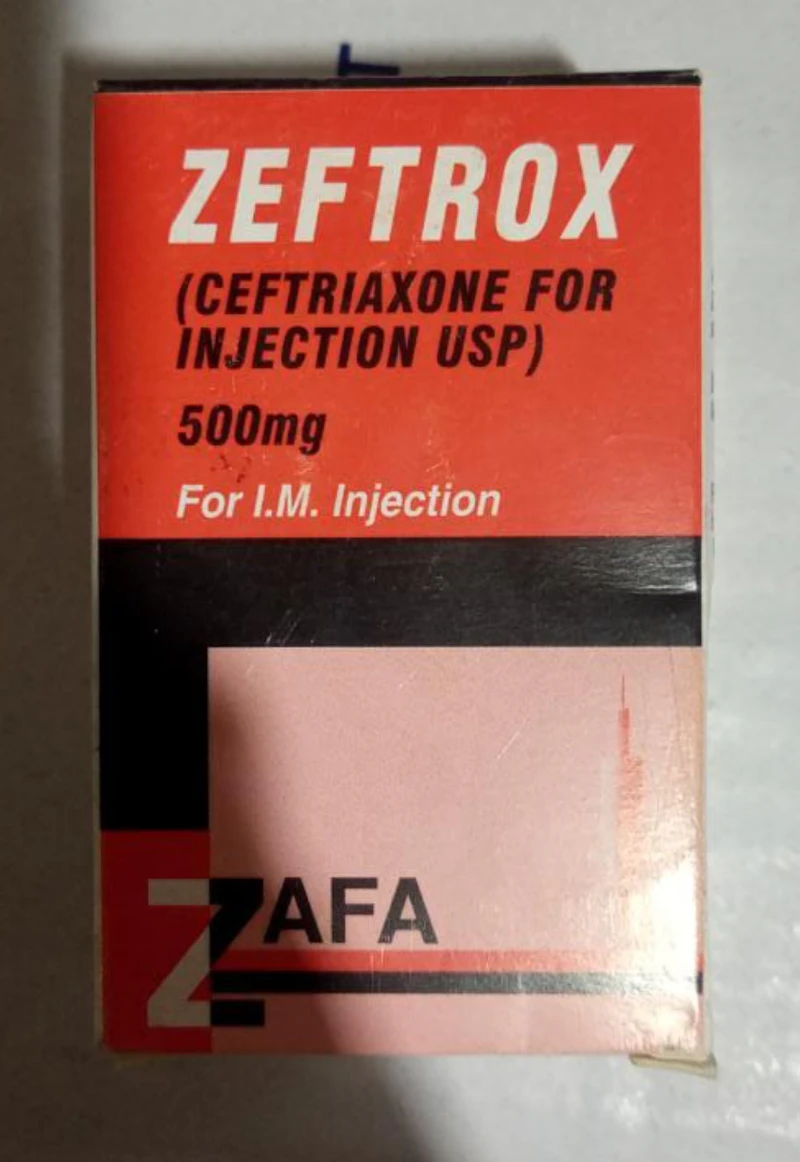 T
ZEFTROX
(CEFTRIAXONE FOR
INJECTION USP)
500mg
For I.M. Injection
ZAFA